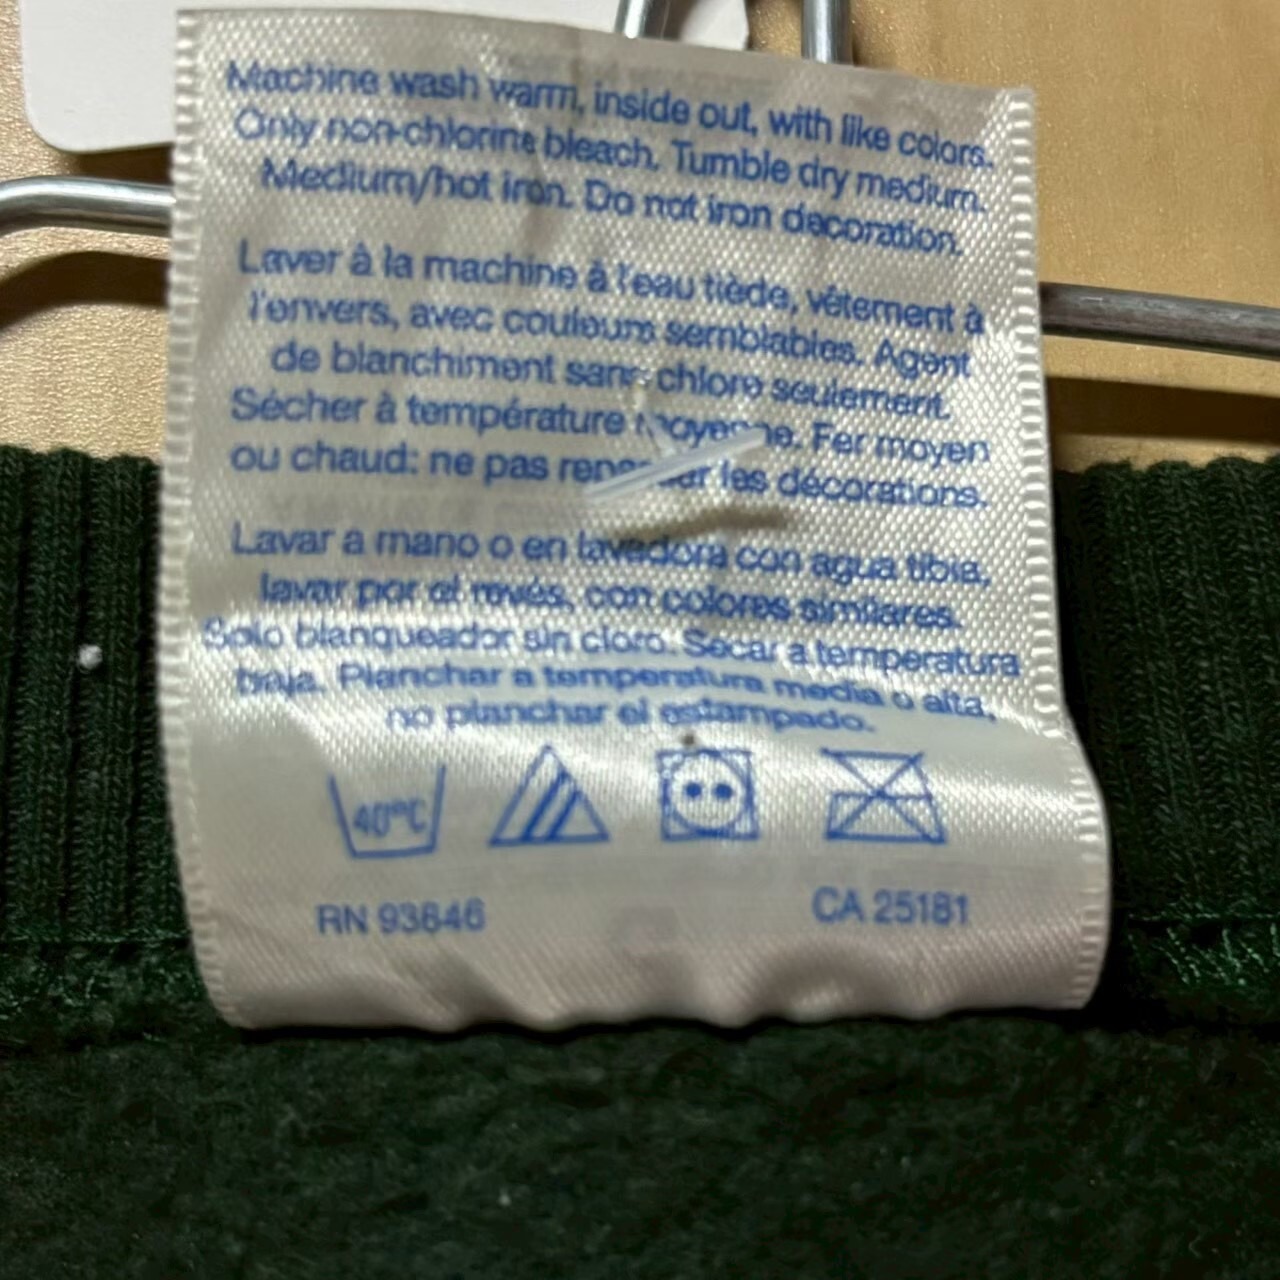 Machine wash warm, inside out, with like colors.
Only non-chlorine bleach. Tumble dry medium.
Medium/hot iron. Do not iron decoration.
Laver à la machine à l'eau tiède, vêtement à
l'envers, avec couleurs semblables. Agent
de blanchiment sans chlore seulement.
Sécher à température moyenne. Fer moyen
ou chaud: ne pas les décorations.
Lavar a mano o en lavadora con agua tibia,
lavar por el revés, con colores similares.
Solo blanqueador sin cloro. Secar a temperatura
baja. Planchar a temperatura media o alta,
no planchar el estampado.
40°C
RN 93846 CA 25181